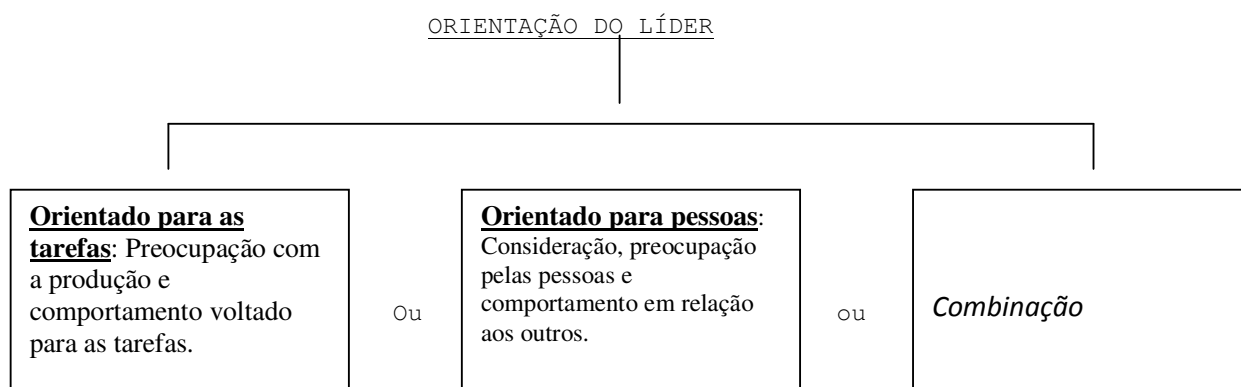 ORIENTAÇÃO DO LÍDER
Orientado para as
tarefas: Preocupação com
a produção e
comportamento voltado
para as tarefas.
Ou
Orientado para pessoas:
Consideração, preocupação
pelas pessoas e
comportamento em relação
aos outros.
ou
Combinação